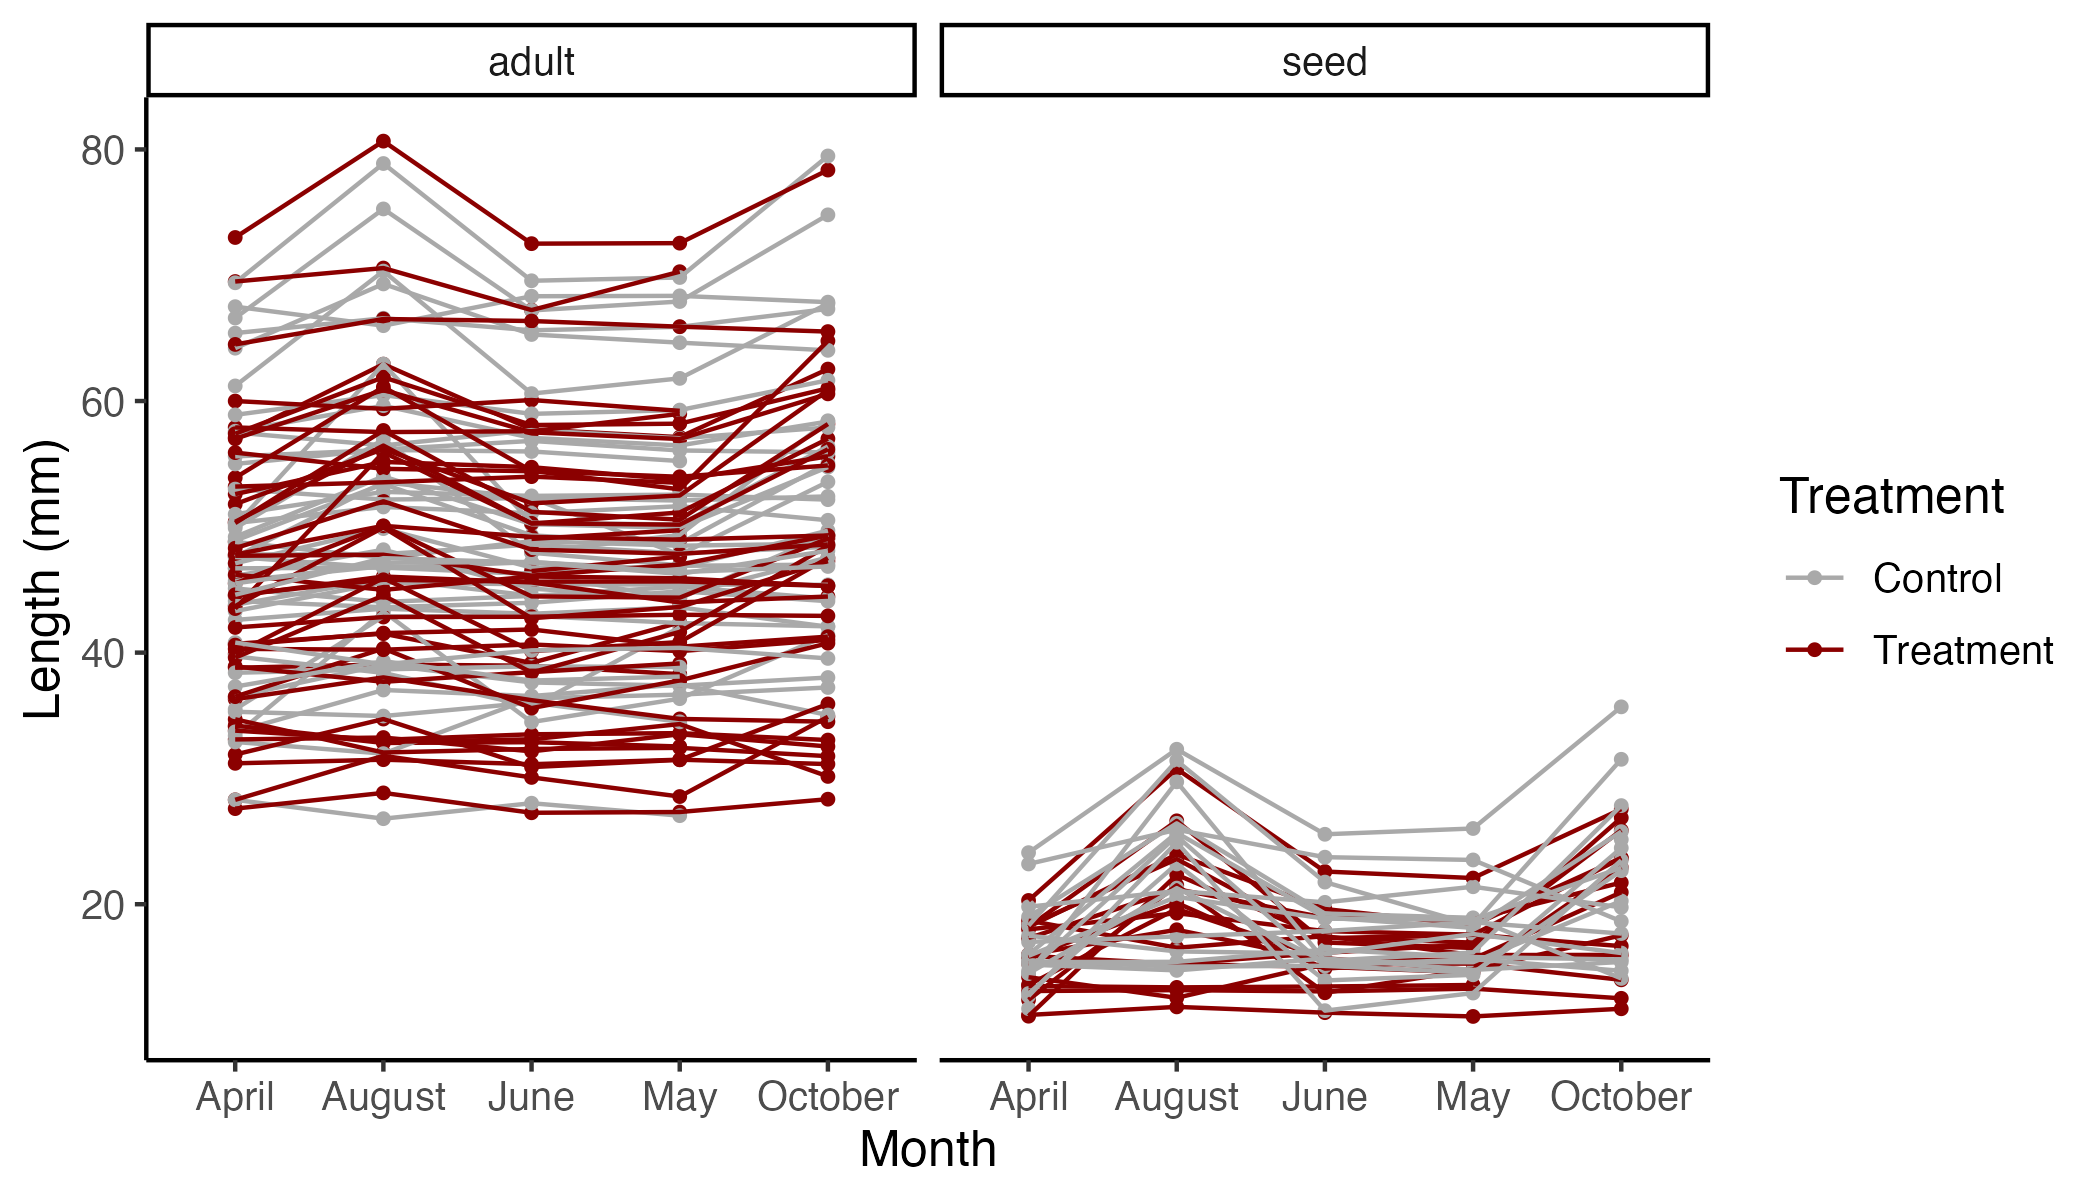 adult
seed
80
60
40
20
Length (mm)
April August June May October
April August June May October
Month
Treatment
Control
Treatment